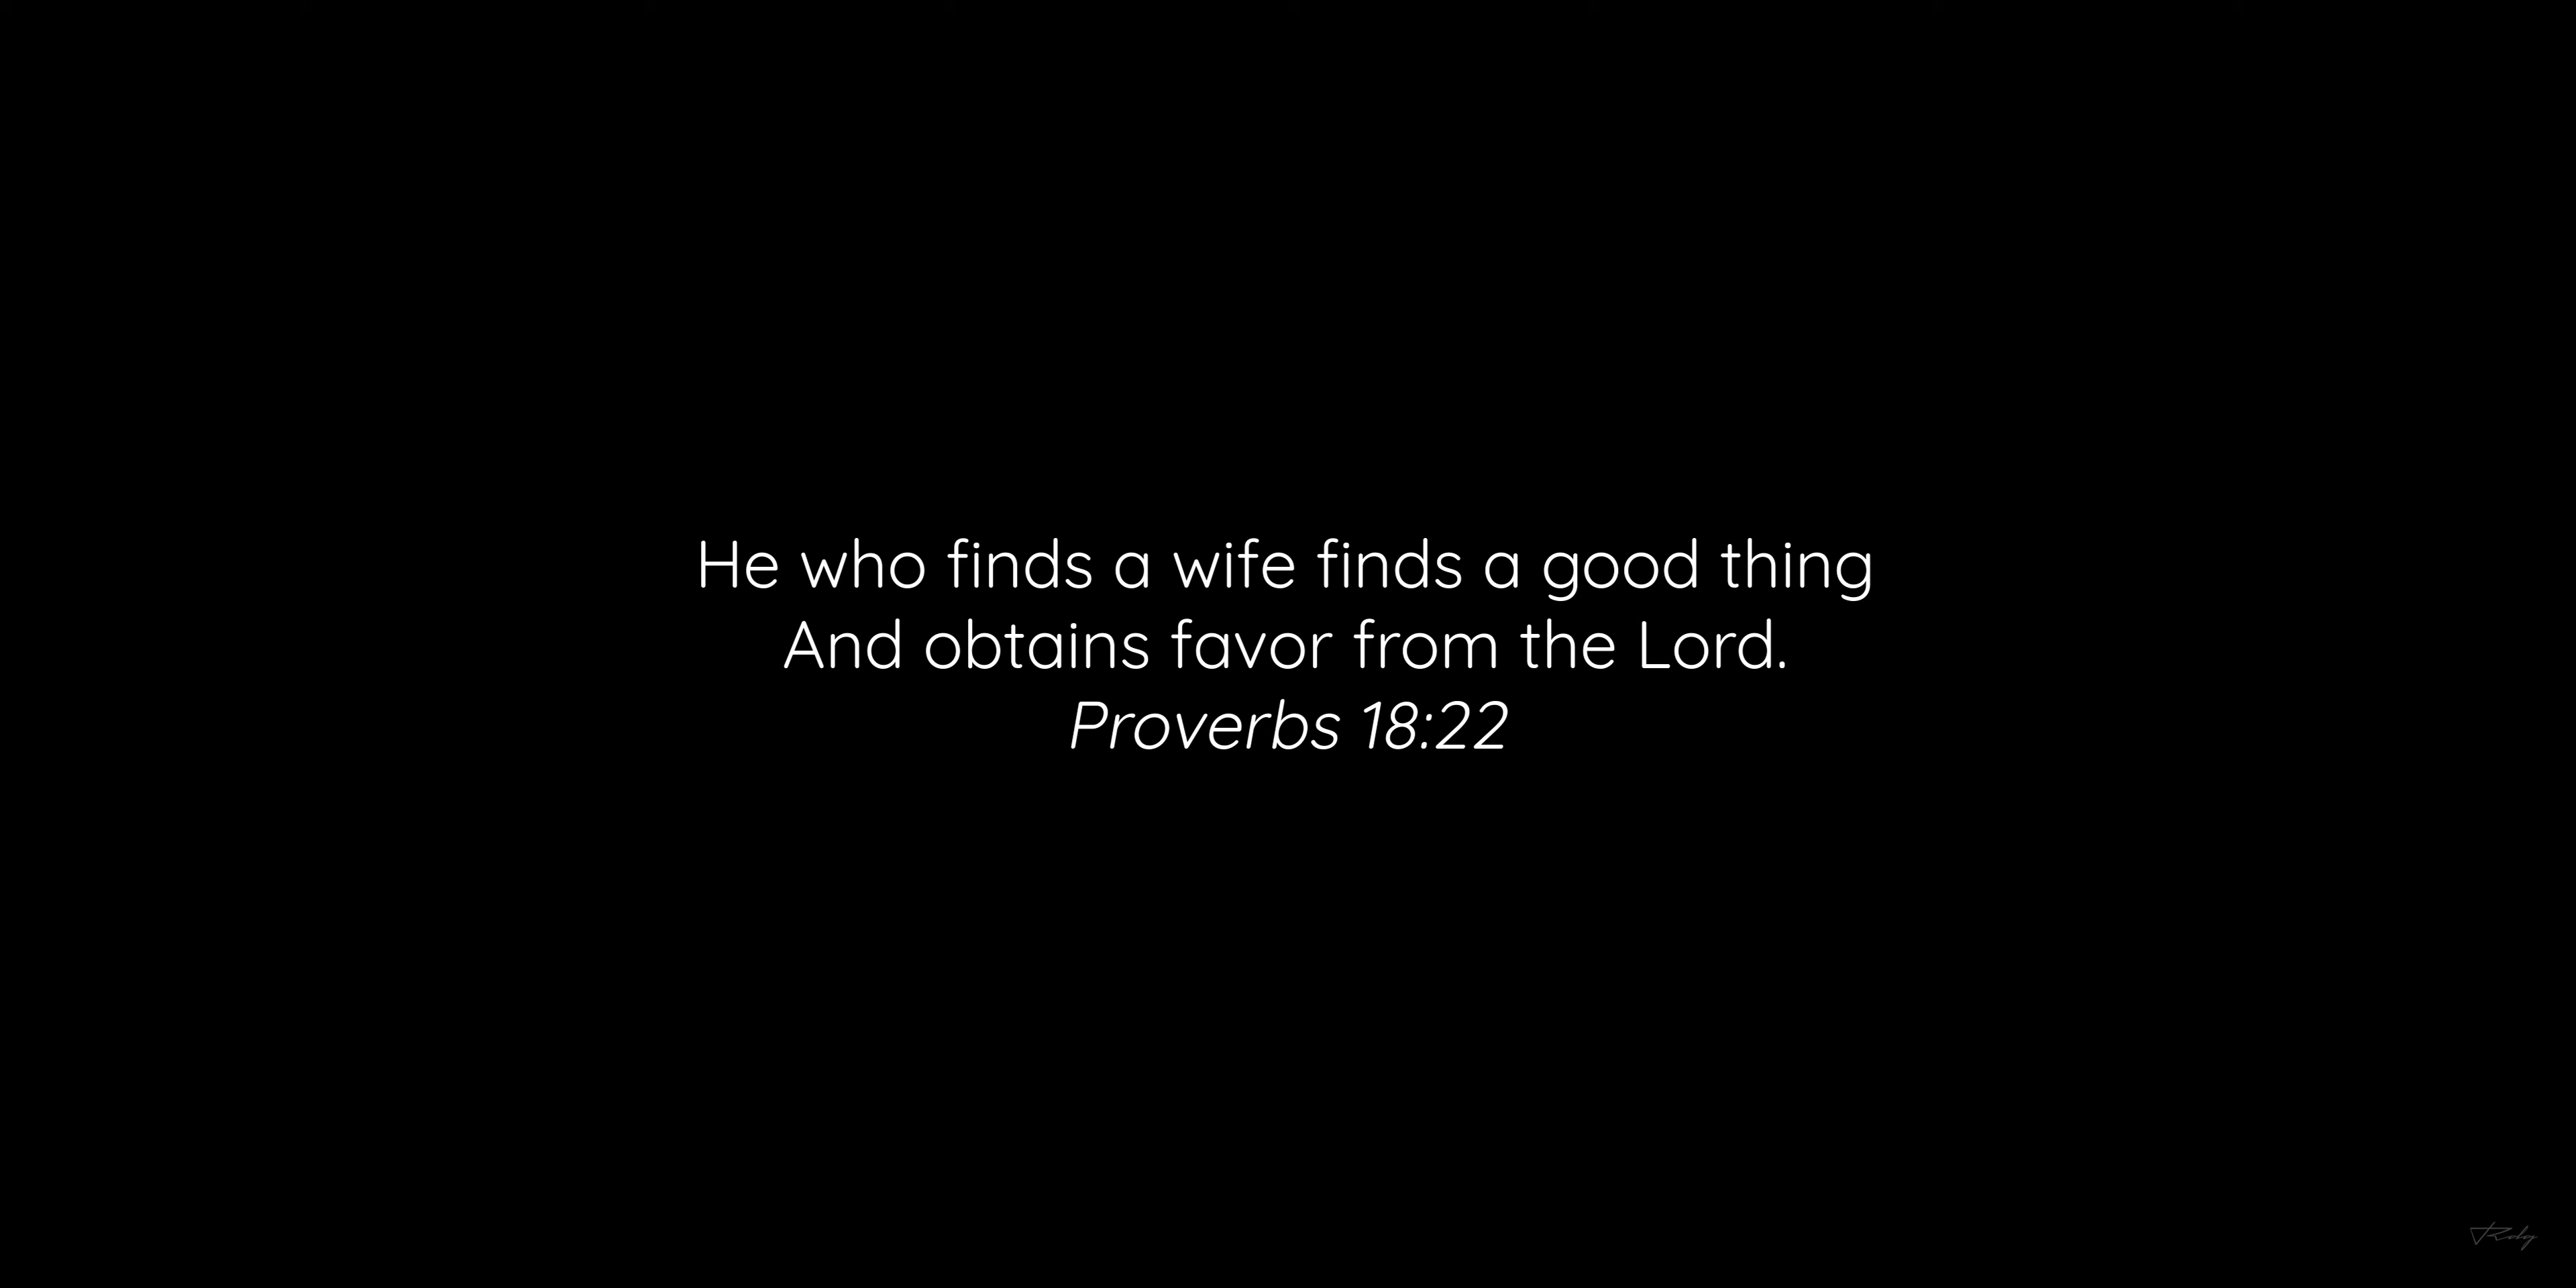 He who finds a wife finds a good thing
And obtains favor from the Lord.
Proverbs 18:22